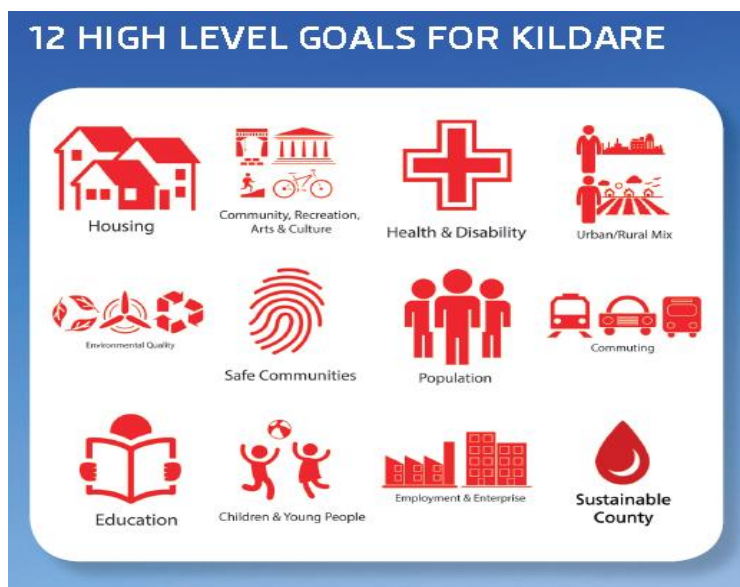 12 HIGH LEVEL GOALS FOR KILDARE
Housing
Community, Recreation,
Arts & Culture
Health & Disability
Urban/Rural Mix
Environmental Quality
Safe Communities
Population
Commuting
Education
Children & Young People
Employment & Enterprise
Sustainable
County